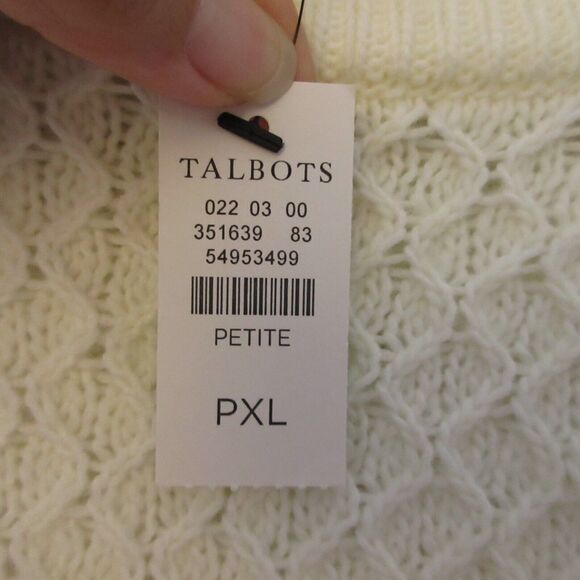 TALBOTS
022 03 00
351639 83
54953499
PETITE
PXL